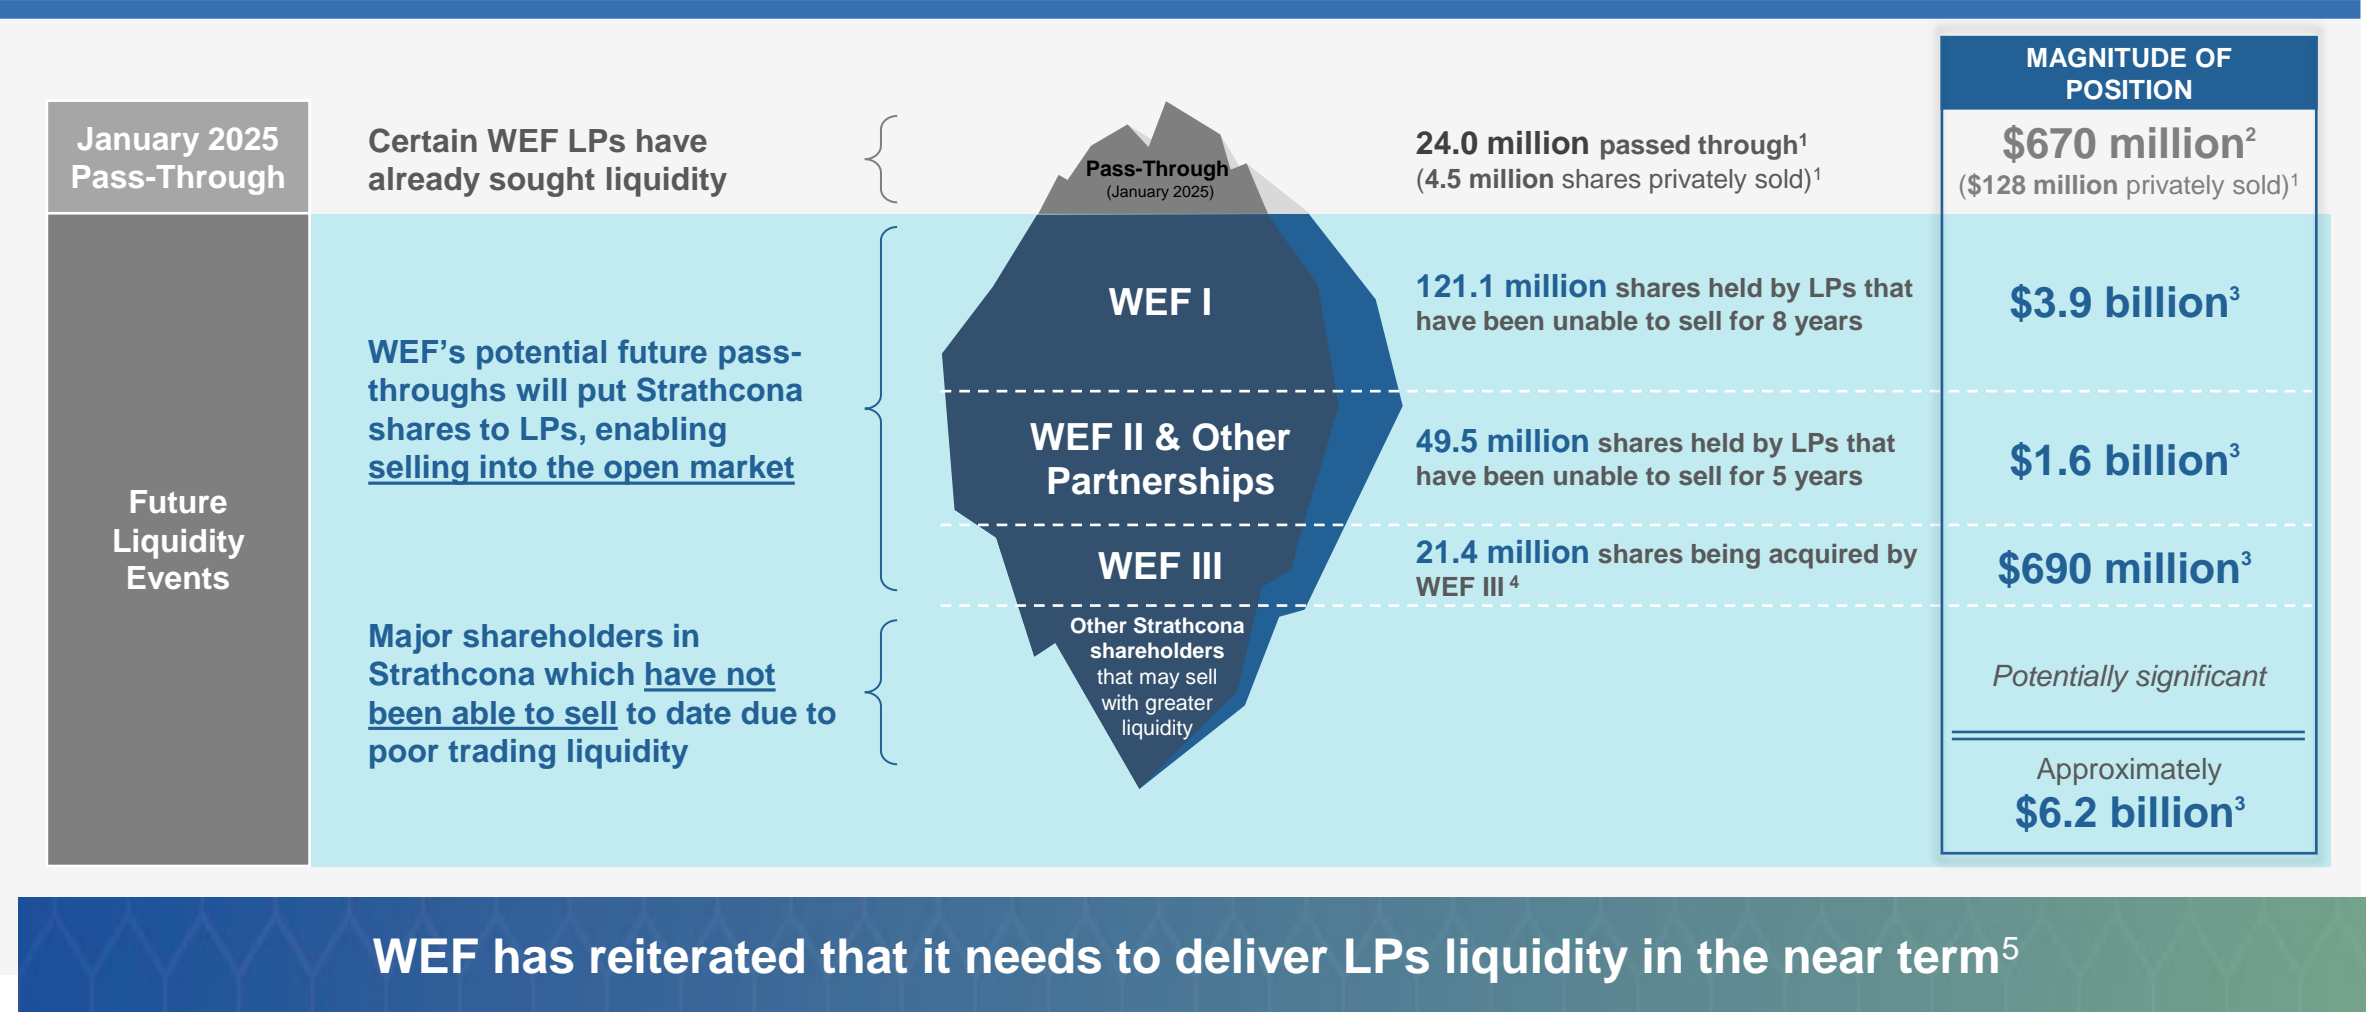 MAGNITUDE OF
POSITION
January 2025
Pass-Through
Certain WEF LPs have
already sought liquidity
Pass-Through
(January 2025)
24.0 million passed through¹
(4.5 million shares privately sold)¹
$670 million²
($128 million privately sold)¹
Future
Liquidity
Events
WEF’s potential future pass-
throughs will put Strathcona
shares to LPs, enabling
selling into the open market
WEF I
121.1 million shares held by LPs that
have been unable to sell for 8 years
$3.9 billion³
WEF II & Other
Partnerships
49.5 million shares held by LPs that
have been unable to sell for 5 years
$1.6 billion³
WEF III
21.4 million shares being acquired by
WEF III ⁴
$690 million³
Major shareholders in
Strathcona which have not
been able to sell to date due to
poor trading liquidity
Other Strathcona
shareholders
that may sell
with greater
liquidity
Potentially significant
Approximately
$6.2 billion³
WEF has reiterated that it needs to deliver LPs liquidity in the near term⁵